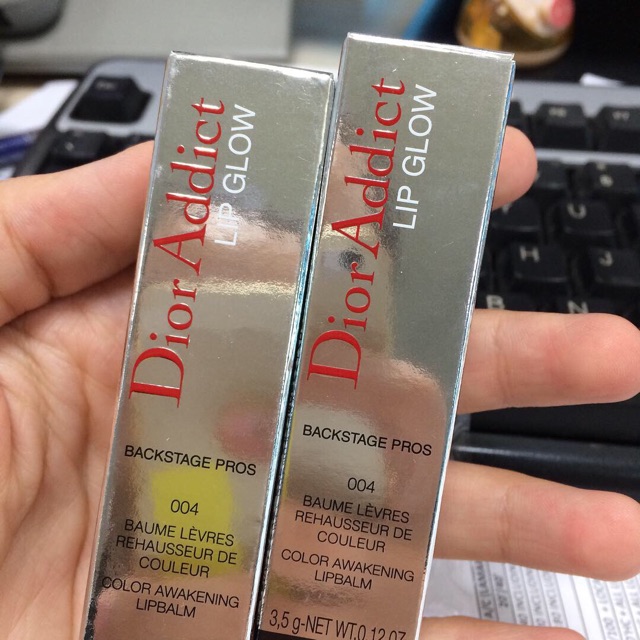 Dior Addict
LIP GLOW
BACKSTAGE PROS
004
BAUME LÈVRES
REHAUSSEUR DE
COULEUR
COLOR AWAKENING
LIPBALM
Dior Addict
LIP GLOW
BACKSTAGE PROS
004
BAUME LÈVRES
REHAUSSEUR DE
COULEUR
COLOR AWAKENING
LIPBALM
3,5 g-NET WT.0.12 OZ
H
J
B
N